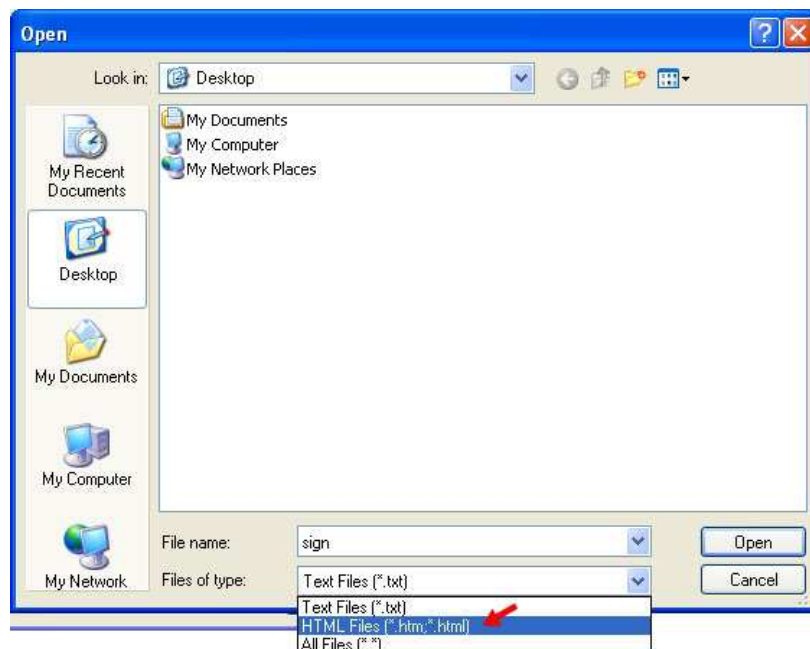 Open
Look in:
Desktop
My Documents
My Computer
My Network Places
My Recent
Documents
Desktop
My Documents
My Computer
My Network
File name:
sign
Open
Files of type:
Text Files (*.txt)
Cancel
Text Files (*.txt)
HTML Files (*.htm;*.html)
All Files (*.*)